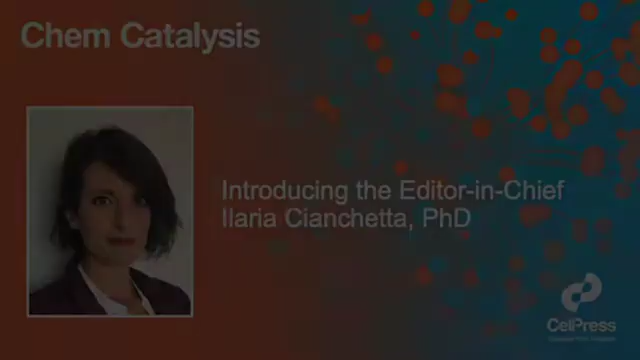 Chem Catalysis
Introducing the Editor-in-Chief
Ilaria Cianchetta, PhD
CellPress